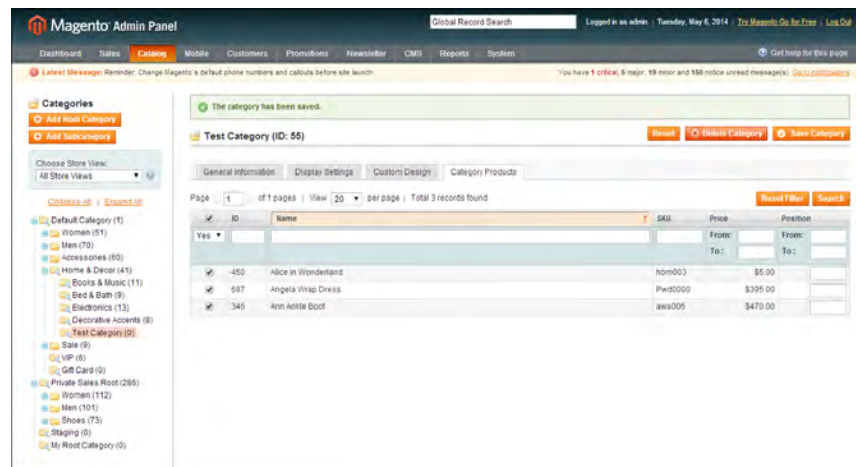 Magento Admin Panel
Global Record Search
Logged in as admin | Tuesday, May 6, 2014 | Try Magento Go for Free | Log Out
Dashboard Sales Catalog Mobile Customers Promotions Newsletter CMS Reports System
Get help for this page
Latest Message: Reminder: Change Magento's default phone numbers and callouts before site launch
You have 1 critical, 6 major, 19 minor and 150 notice unread message(s). Go to notifications
Categories
Add Root Category
Add Subcategory
Choose Store View:
All Store Views
Collapse All | Expand All
Default Category (1)
Women (51)
Men (70)
Accessories (60)
Home & Decor (41)
Books & Music (11)
Bed & Bath (9)
Electronics (13)
Decorative Accents (8)
Test Category (0)
Sale (9)
VIP (6)
Gift Card (0)
Private Sales Root (286)
Women (112)
Men (101)
Shoes (73)
Staging (0)
My Root Category (0)
The category has been saved.
Test Category (ID: 55)
Reset Delete Category Save Category
General Information Display Settings Custom Design Category Products
Page 1 of 1 pages | View 20 per page | Total 3 records found
Reset Filter Search
ID Name SKU Price Position
Yes From: From:
To : To :
450 Alice in Wonderland hbm003 $5.00
687 Angela Wrap Dress Pwd0000 $395.00
346 Ann Ankle Boot aws006 $470.00